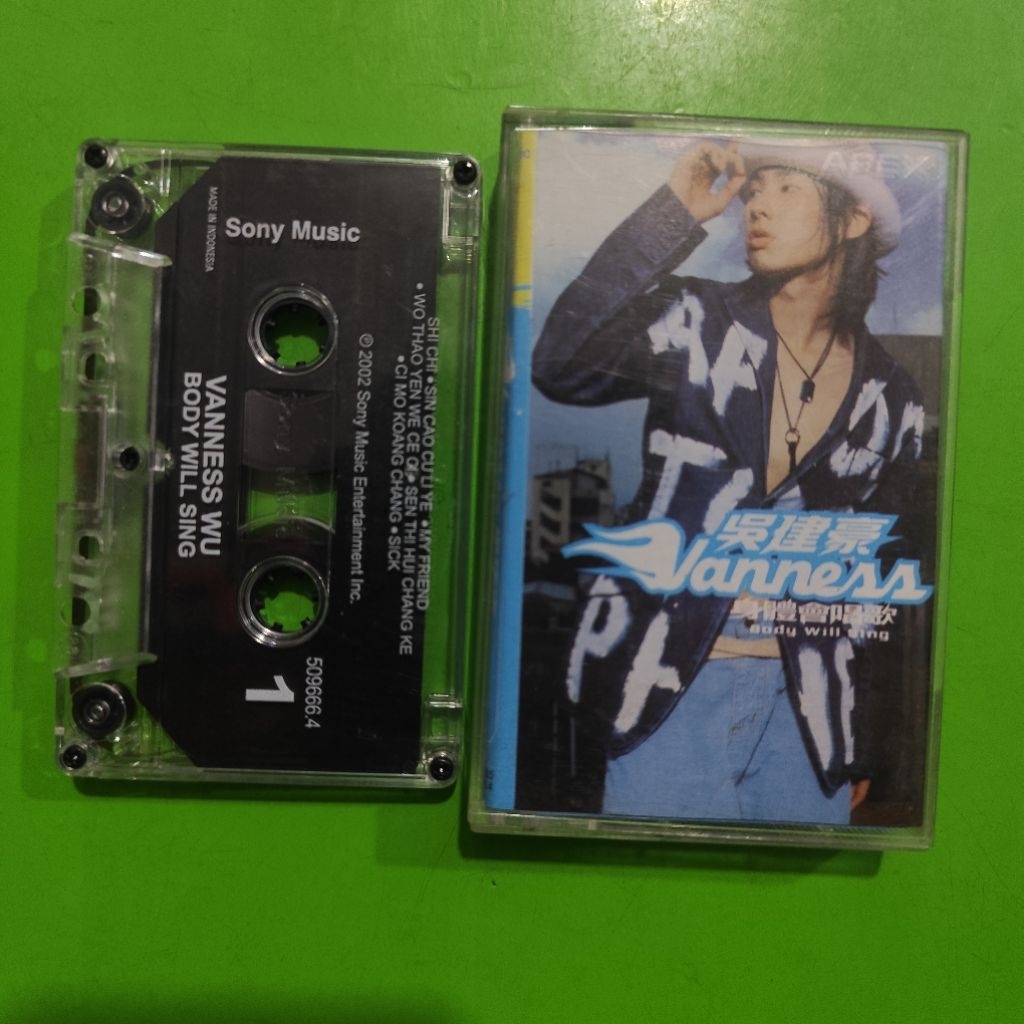 Sony Music
MADE IN INDONESIA
SHI CHI • SIN CAO CU LI YE • MY FRIEND
• WO THAO YEN WE CE CI • SEN THI HUI CHANG KE
• CI MO KOANG CHANG • SICK
℗ 2002 Sony Music Entertainment Inc.
VANNESS WU
BODY WILL SING
509666.4
1
吳建豪
Vanness
身體會唱歌
Body Will Sing